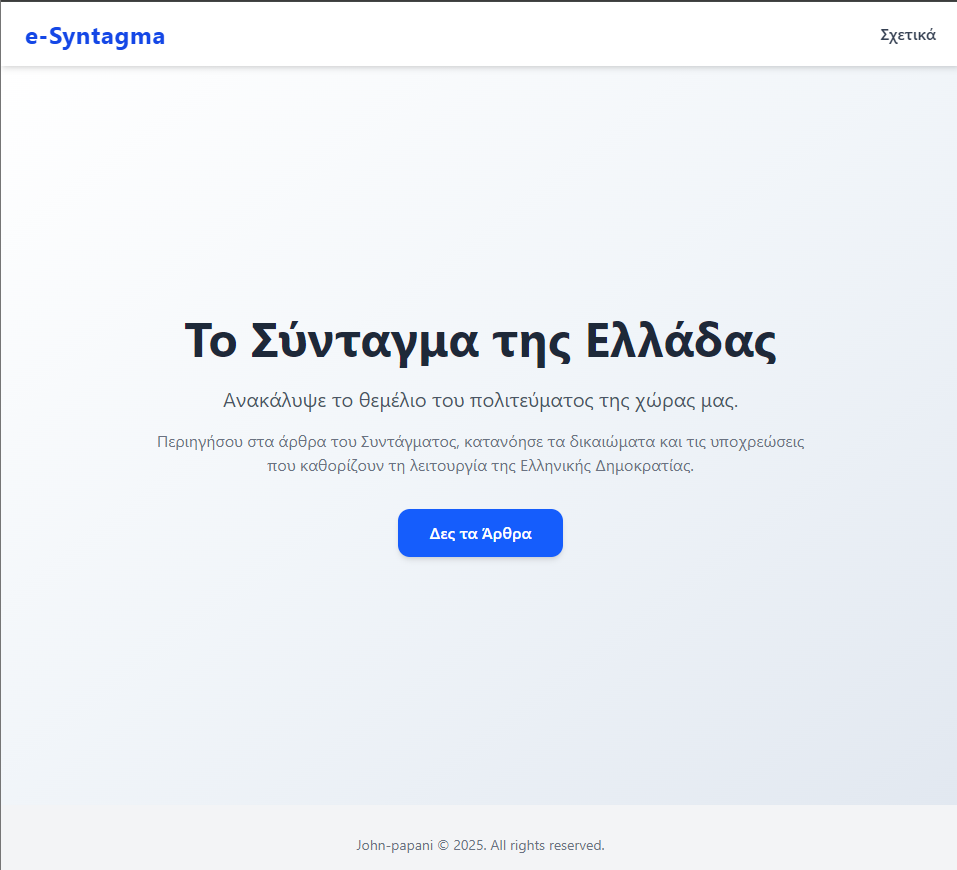 e-Syntagma
Σχετικά
Το Σύνταγμα της Ελλάδας
Ανακάλυψε το θεμέλιο του πολιτεύματος της χώρας μας.
Περιηγήσου στα άρθρα του Συντάγματος, κατανόησε τα δικαιώματα και τις υποχρεώσεις
που καθορίζουν τη λειτουργία της Ελληνικής Δημοκρατίας.
Δες τα Άρθρα
John-papani © 2025. All rights reserved.